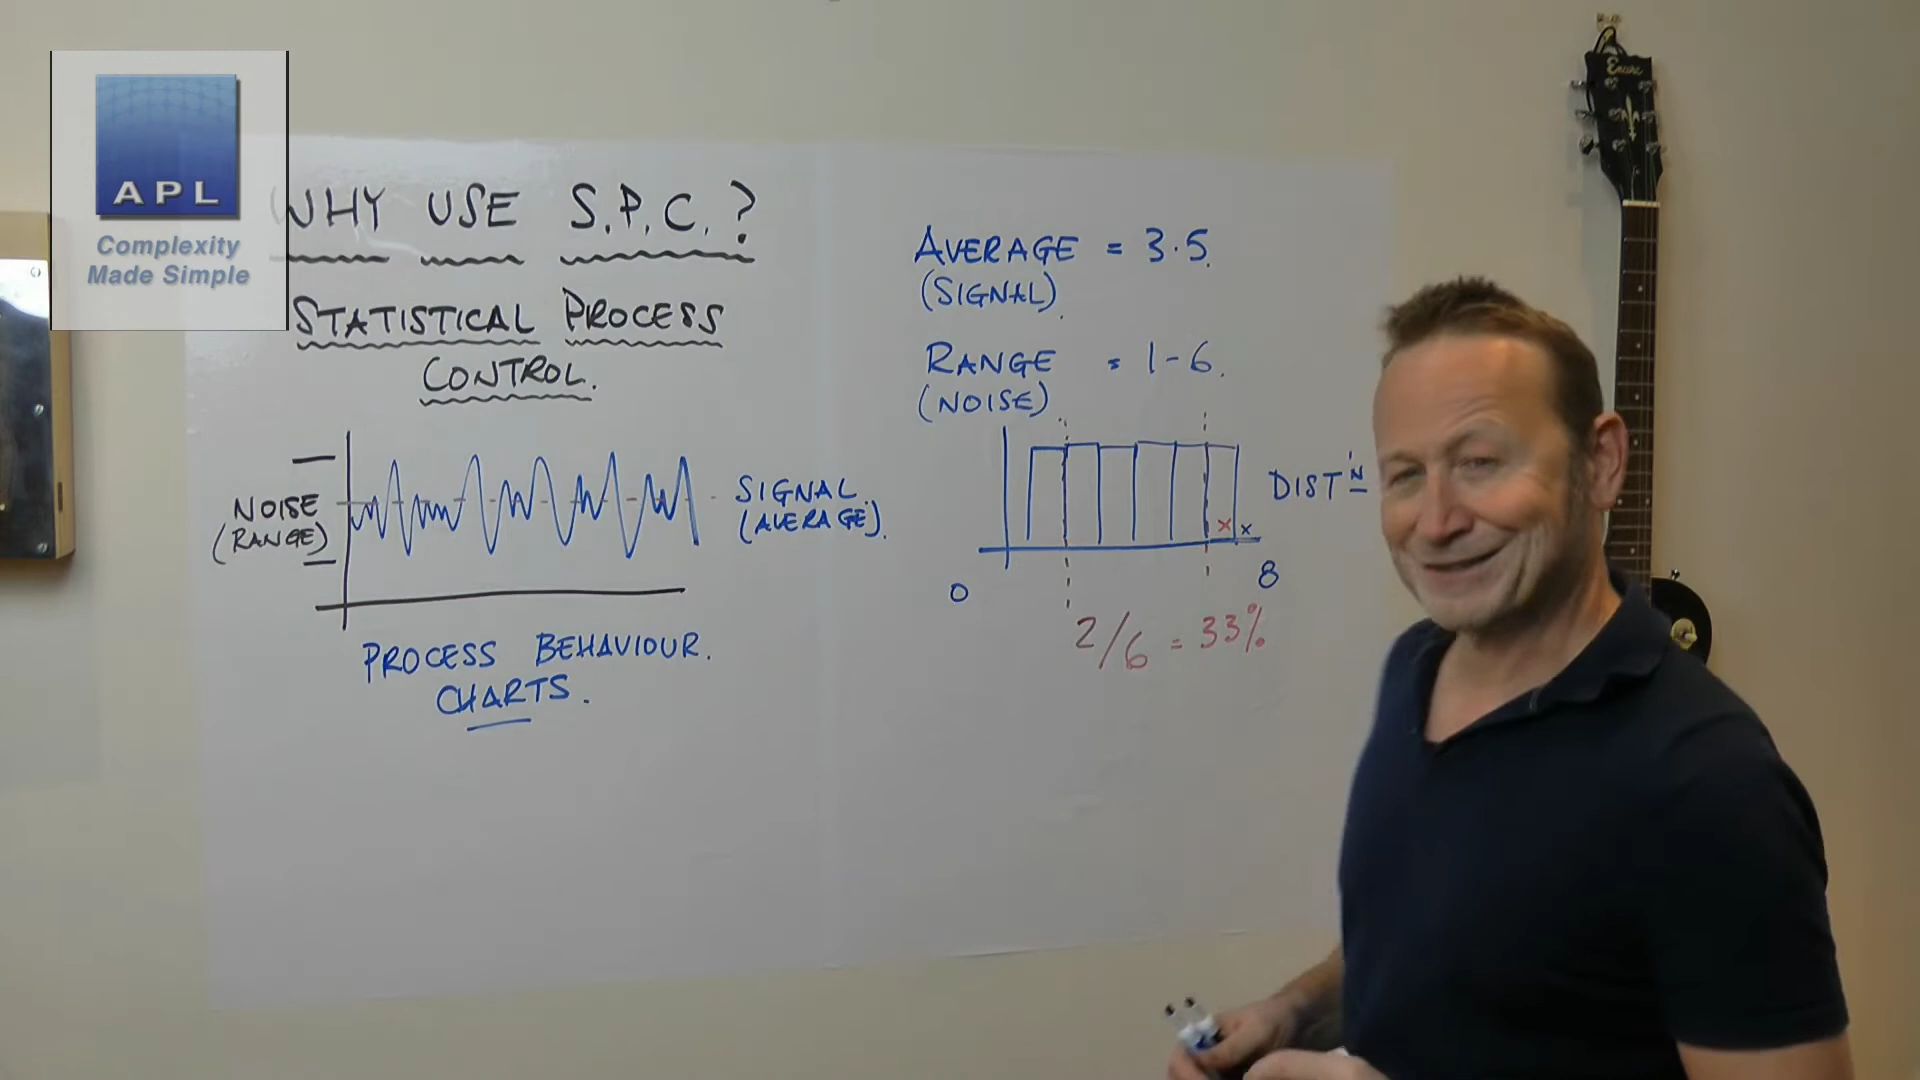 APL
Complexity
Made Simple
WHY USE S.P.C.?
STATISTICAL PROCESS
CONTROL.
NOISE
(RANGE)
SIGNAL.
(AVERAGE).
PROCESS BEHAVIOUR.
CHARTS.
AVERAGE = 3.5.
(SIGNAL).
RANGE = 1-6.
(NOISE)
DIST'N
x x
0 8
2/6 = 33%
Encore